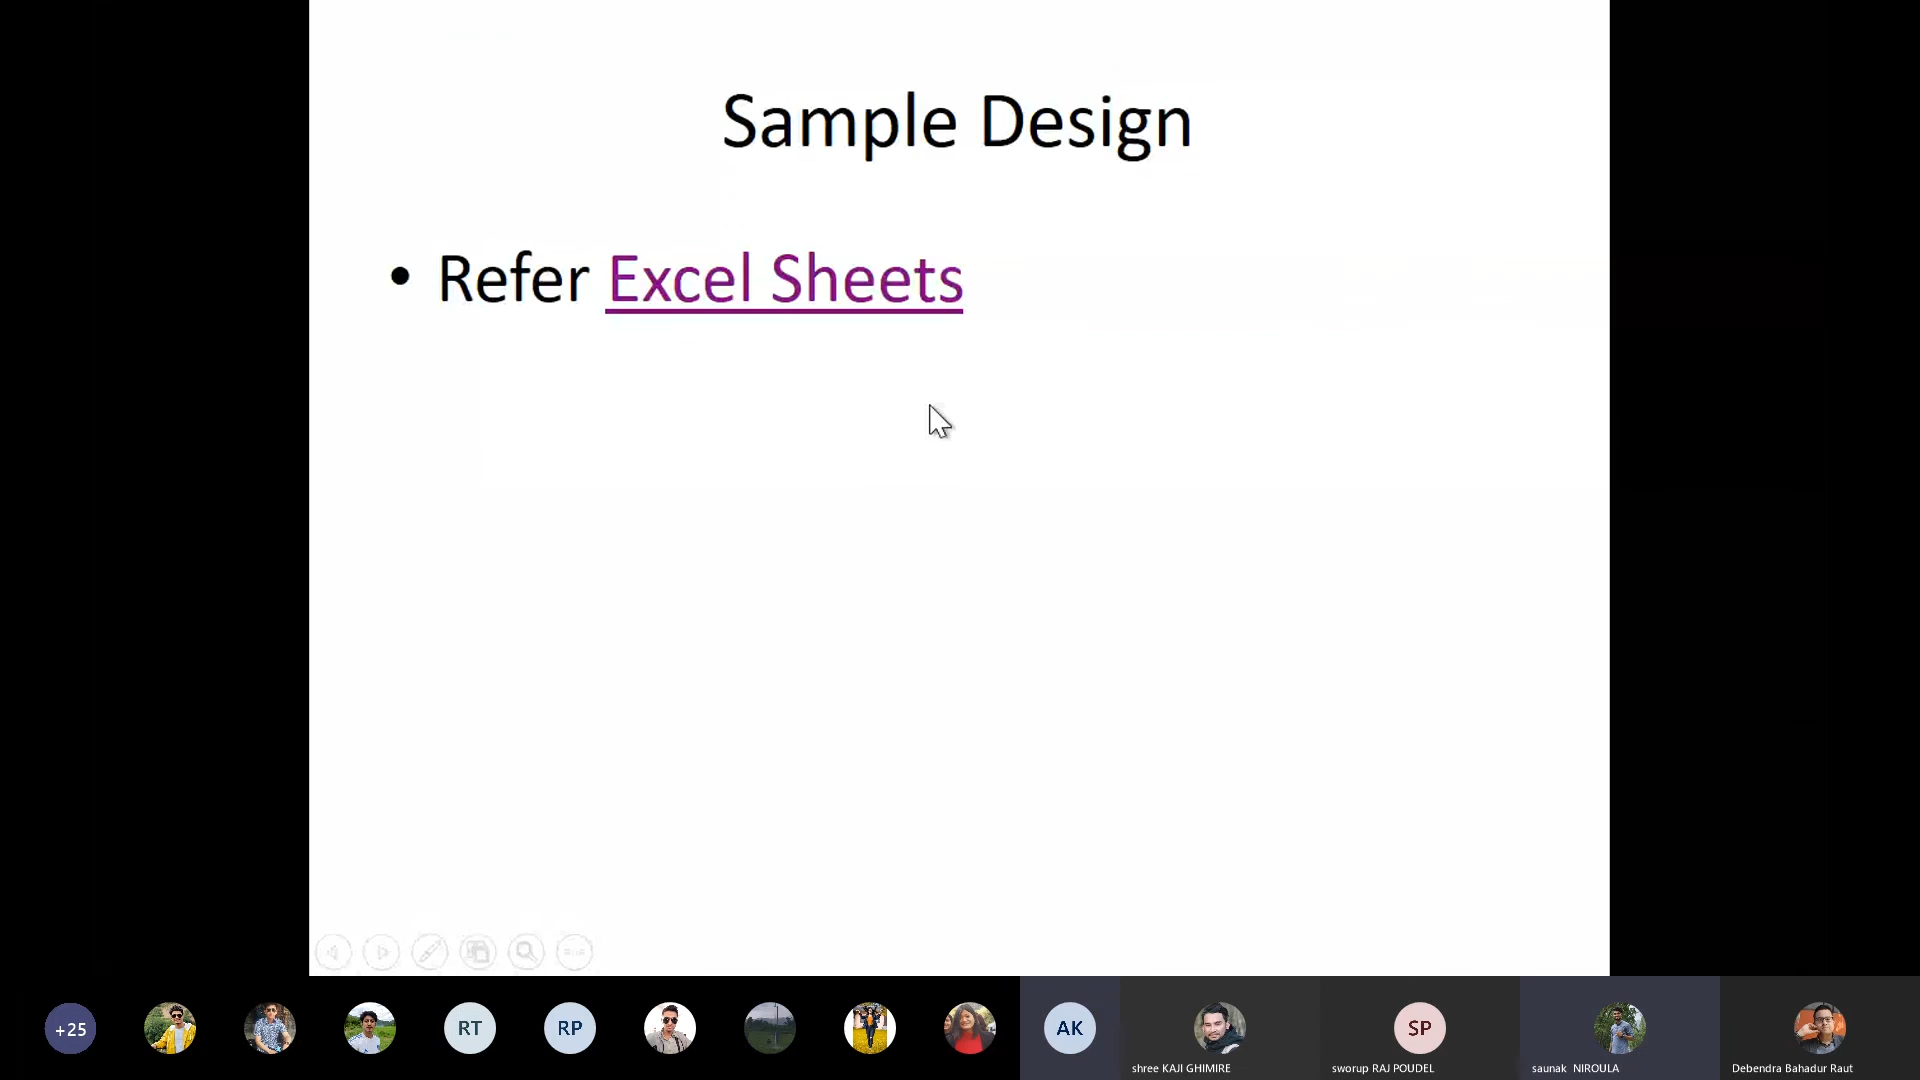 Sample Design
• Refer Excel Sheets
+25
RT
RP
AK
SP
shree KAJI GHIMIRE
sworup RAJ POUDEL
saunak NIROULA
Debendra Bahadur Raut